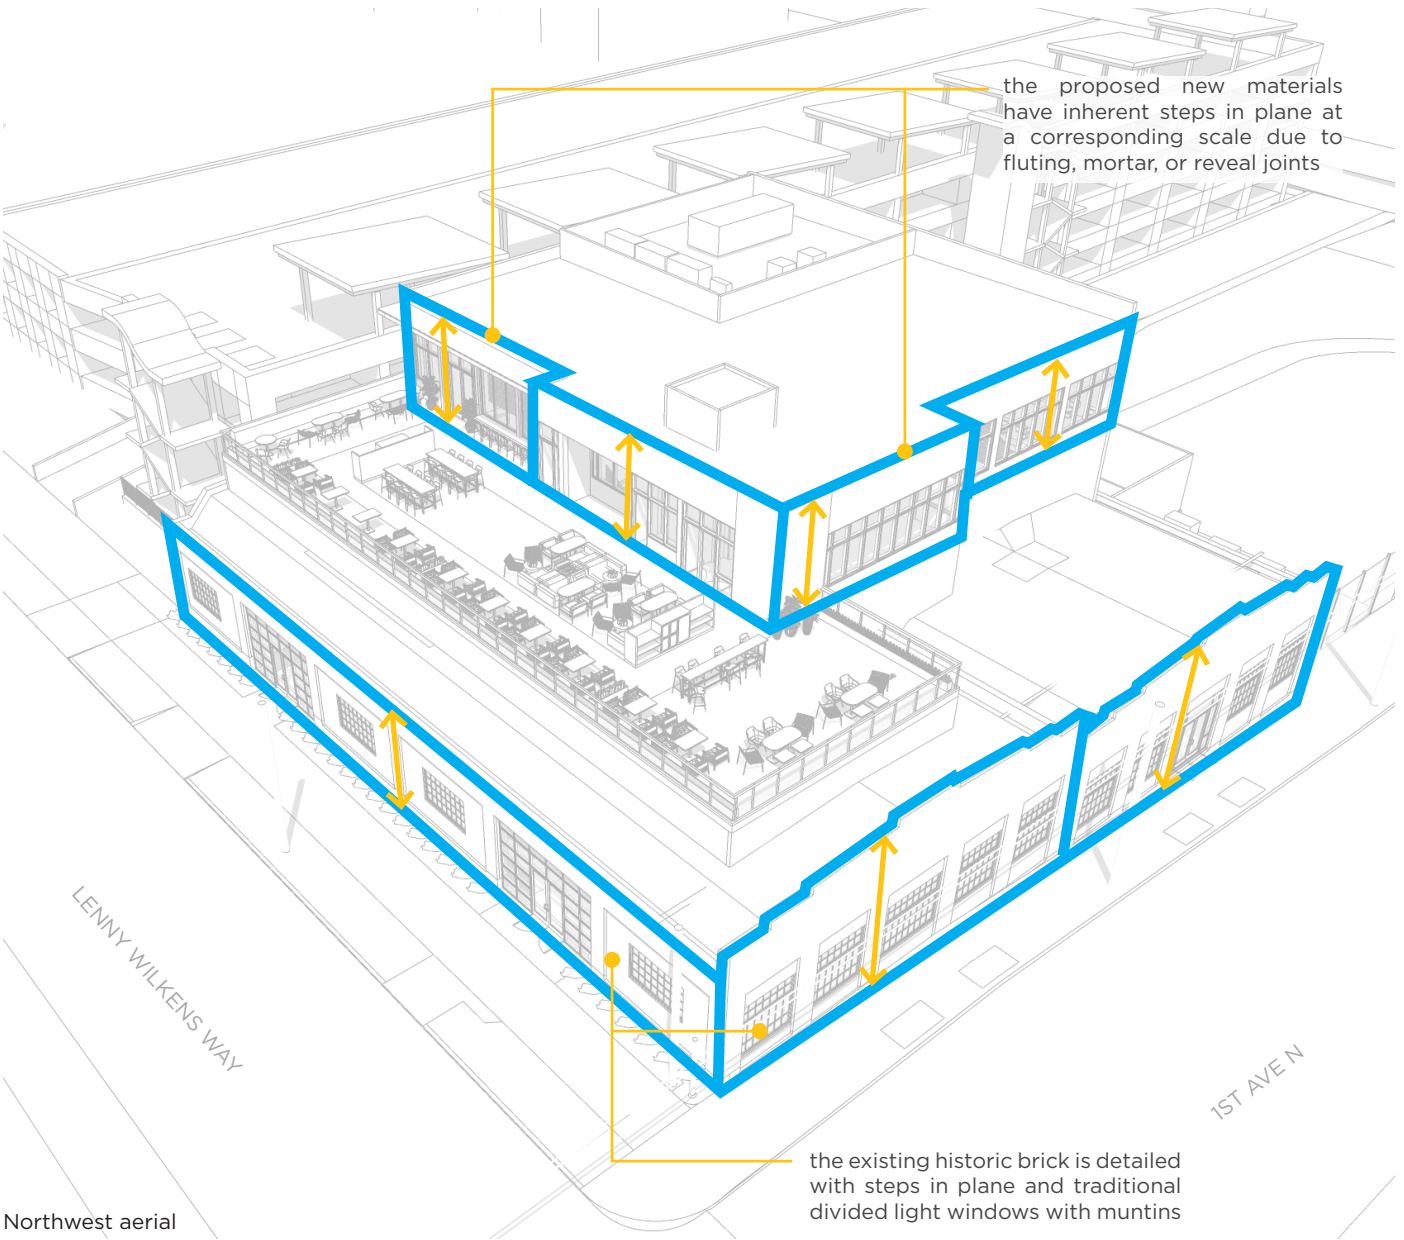 the proposed new materials
have inherent steps in plane at
a corresponding scale due to
fluting, mortar, or reveal joints
LENNY WILKENS WAY
1ST AVE N
the existing historic brick is detailed
with steps in plane and traditional
divided light windows with muntins
Northwest aerial